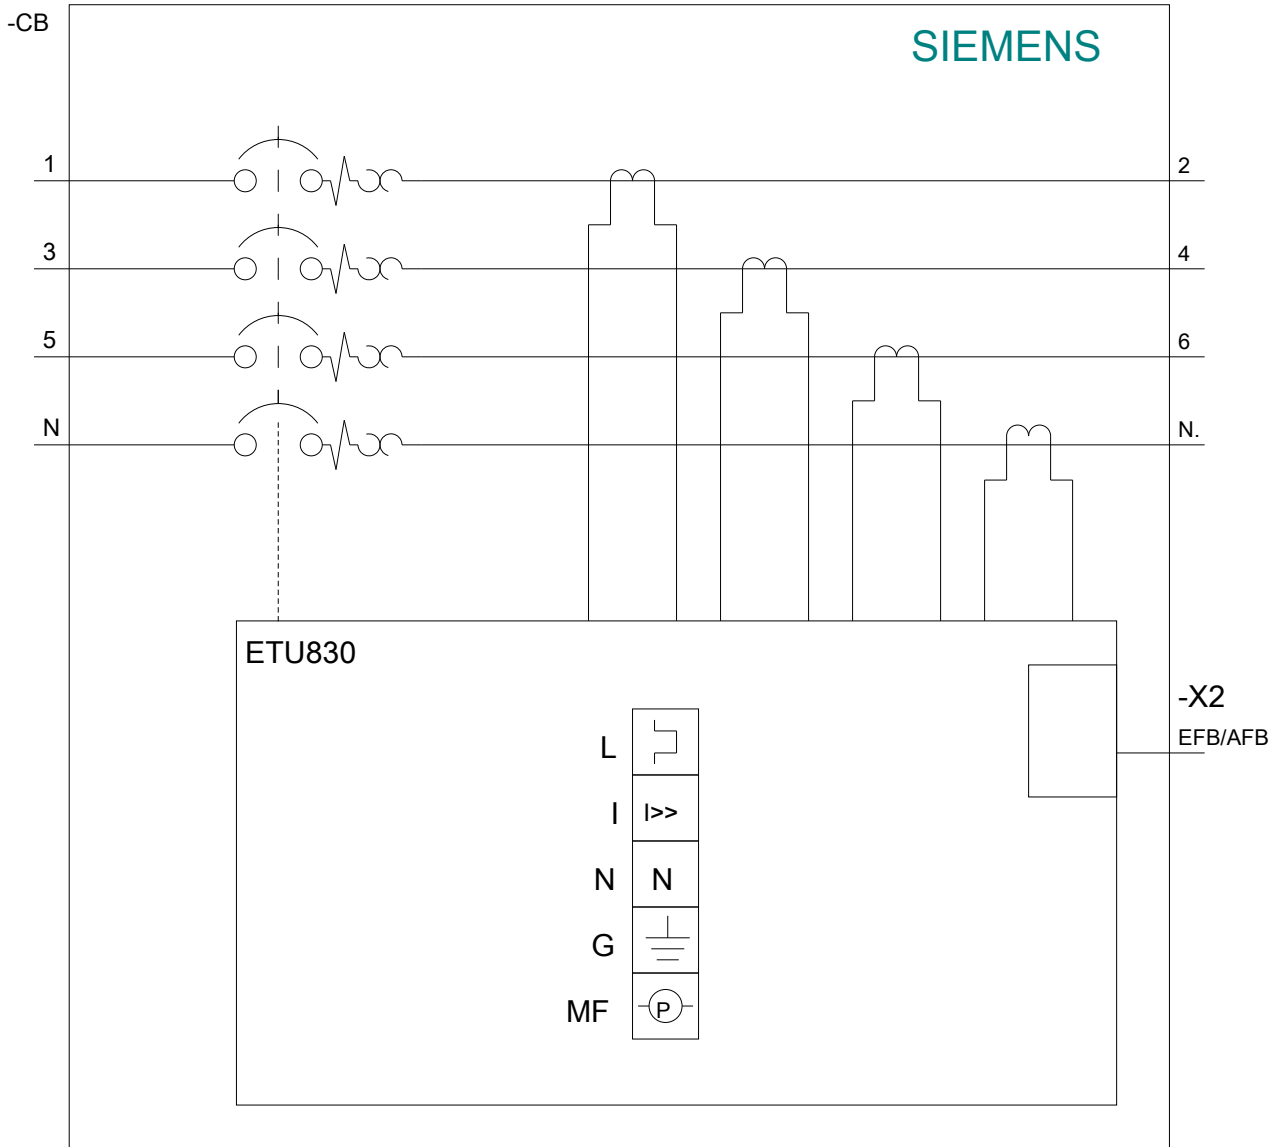 -CB
SIEMENS
1
2
3
4
5
6
N
N.
ETU830
-X2
EFB/AFB
L
I I>>
N N
G
MF P